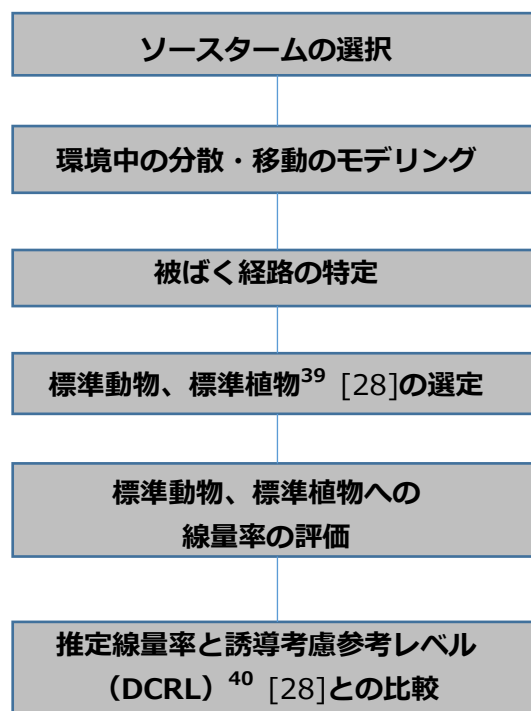 ソースタームの選択
環境中の分散・移動のモデリング
被ばく経路の特定
標準動物、標準植物39 [28]の選定
標準動物、標準植物への
線量率の評価
推定線量率と誘導考慮参考レベル
（DCRL）40 [28]との比較